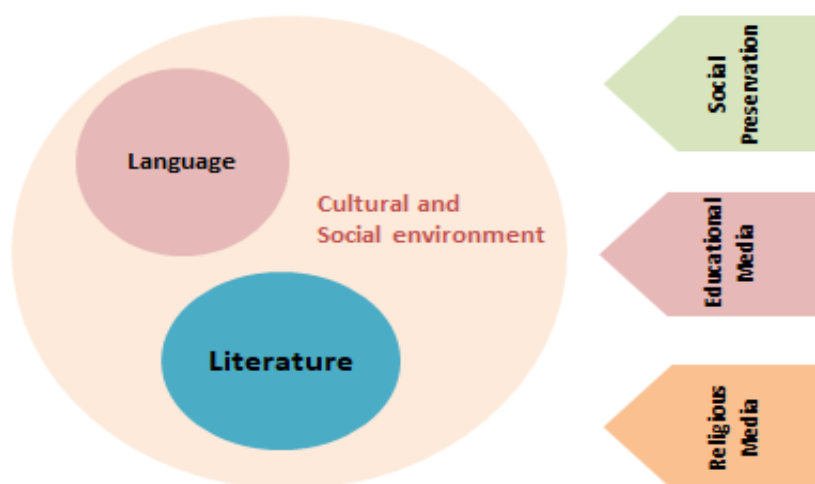 Language
Cultural and
Social environment
Literature
Social
Preservation
Educational
Media
Religious
Media